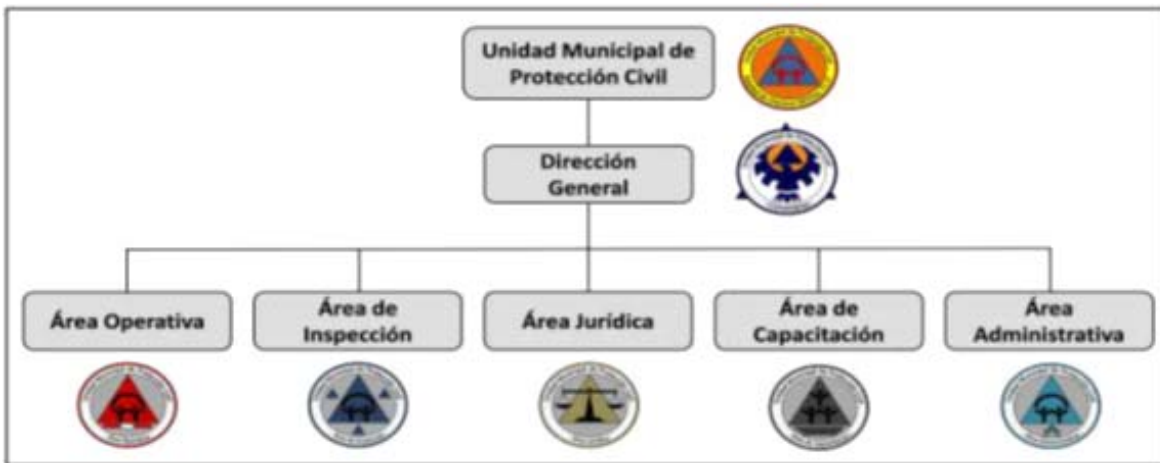 Unidad Municipal de
Protección Civil
Dirección
General
Área Operativa
Área de
Inspección
Área Jurídica
Área de
Capacitación
Área
Administrativa